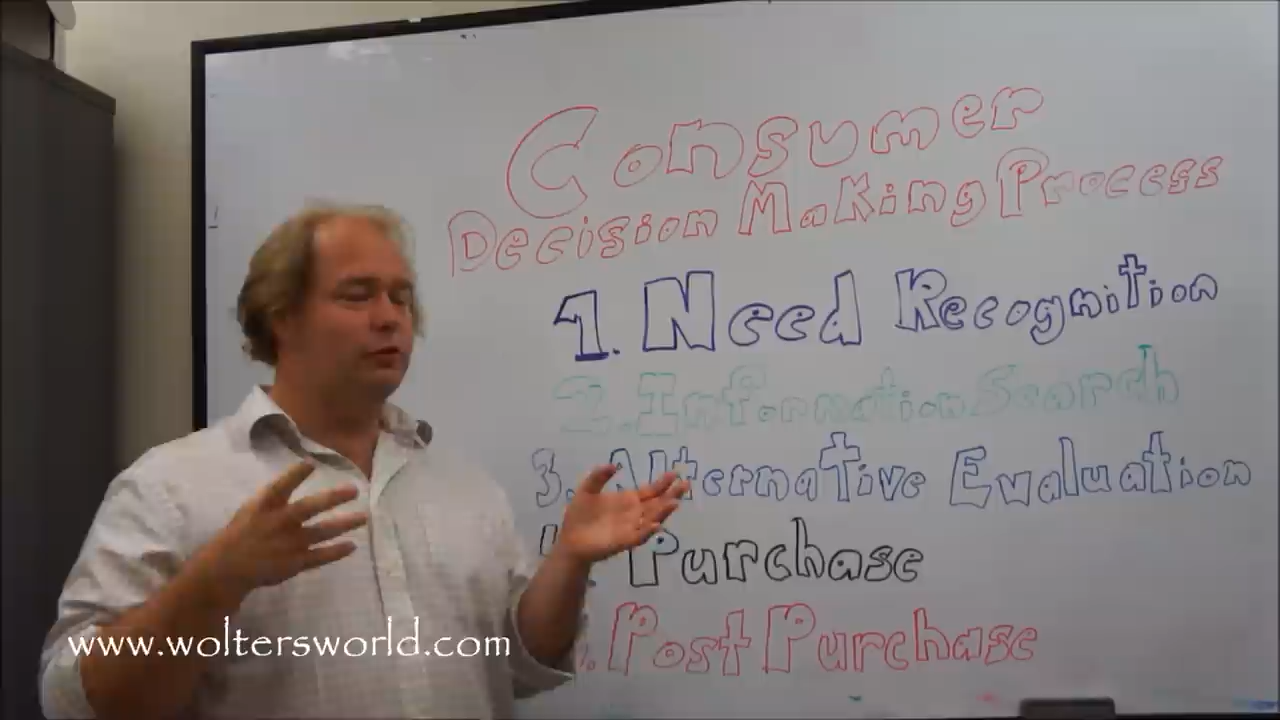 Consumer
Decision Making Process
1. Need Recognition
2. Information Search
3. Alternative Evaluation
4. Purchase
. Post Purchase
www.woltersworld.com